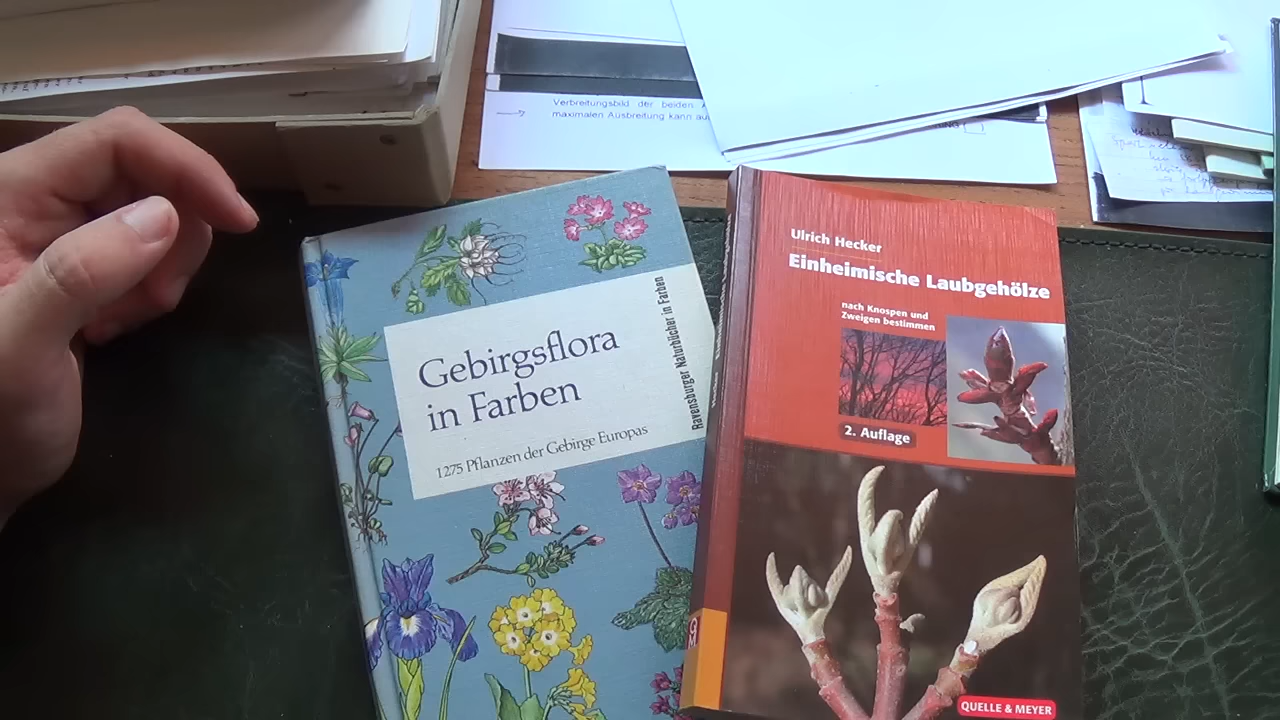 Verbreitungsbild der beiden
maximalen Ausbreitung kann
Gebirgsflora
in Farben
1275 Pflanzen der Gebirge Europas
Ravensburger Naturbücher in Farben
Ulrich Hecker
Einheimische Laubgehölze
nach Knospen und
Zweigen bestimmen
2. Auflage
QUELLE & MEYER